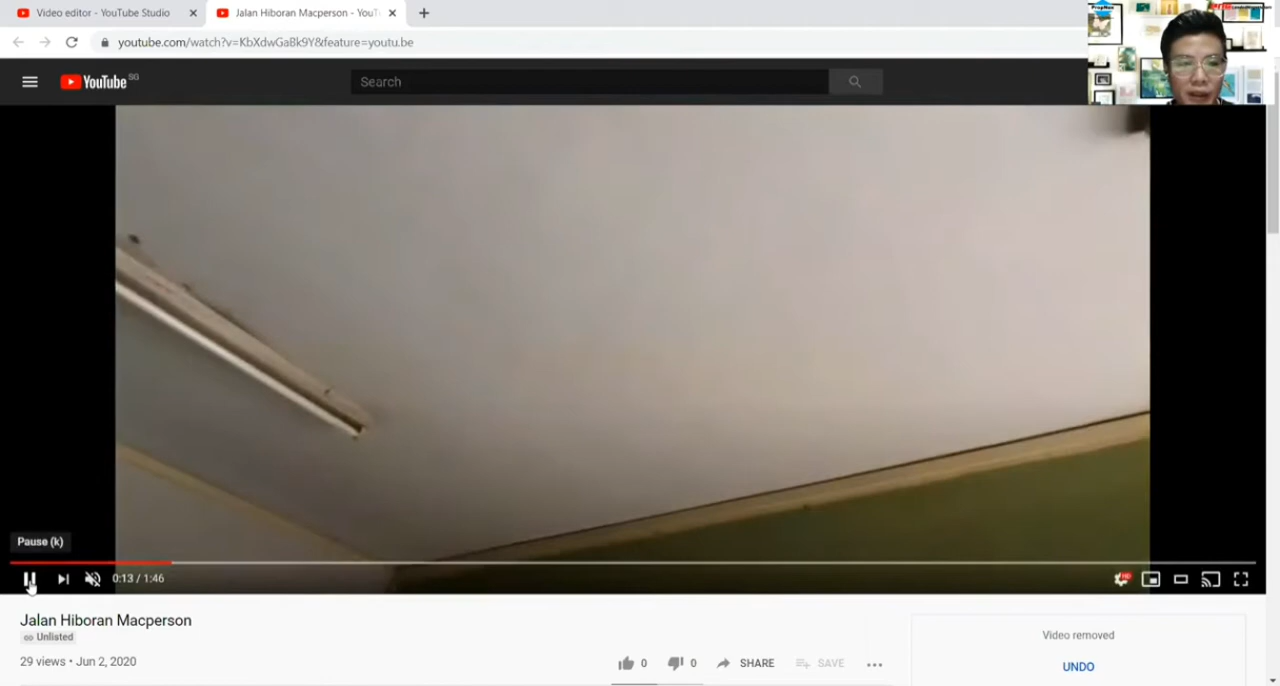 Video editor - YouTube Studio
Jalan Hiboran Macperson - YouT
youtube.com/watch?v=KbXdwGaBk9Y&feature=youtu.be
PropNex
YouTube SG
Search
Pause (k)
0:13 / 1:46
HD
Jalan Hiboran Macperson
Unlisted
29 views • Jun 2, 2020
0
0
SHARE
SAVE
Video removed
UNDO